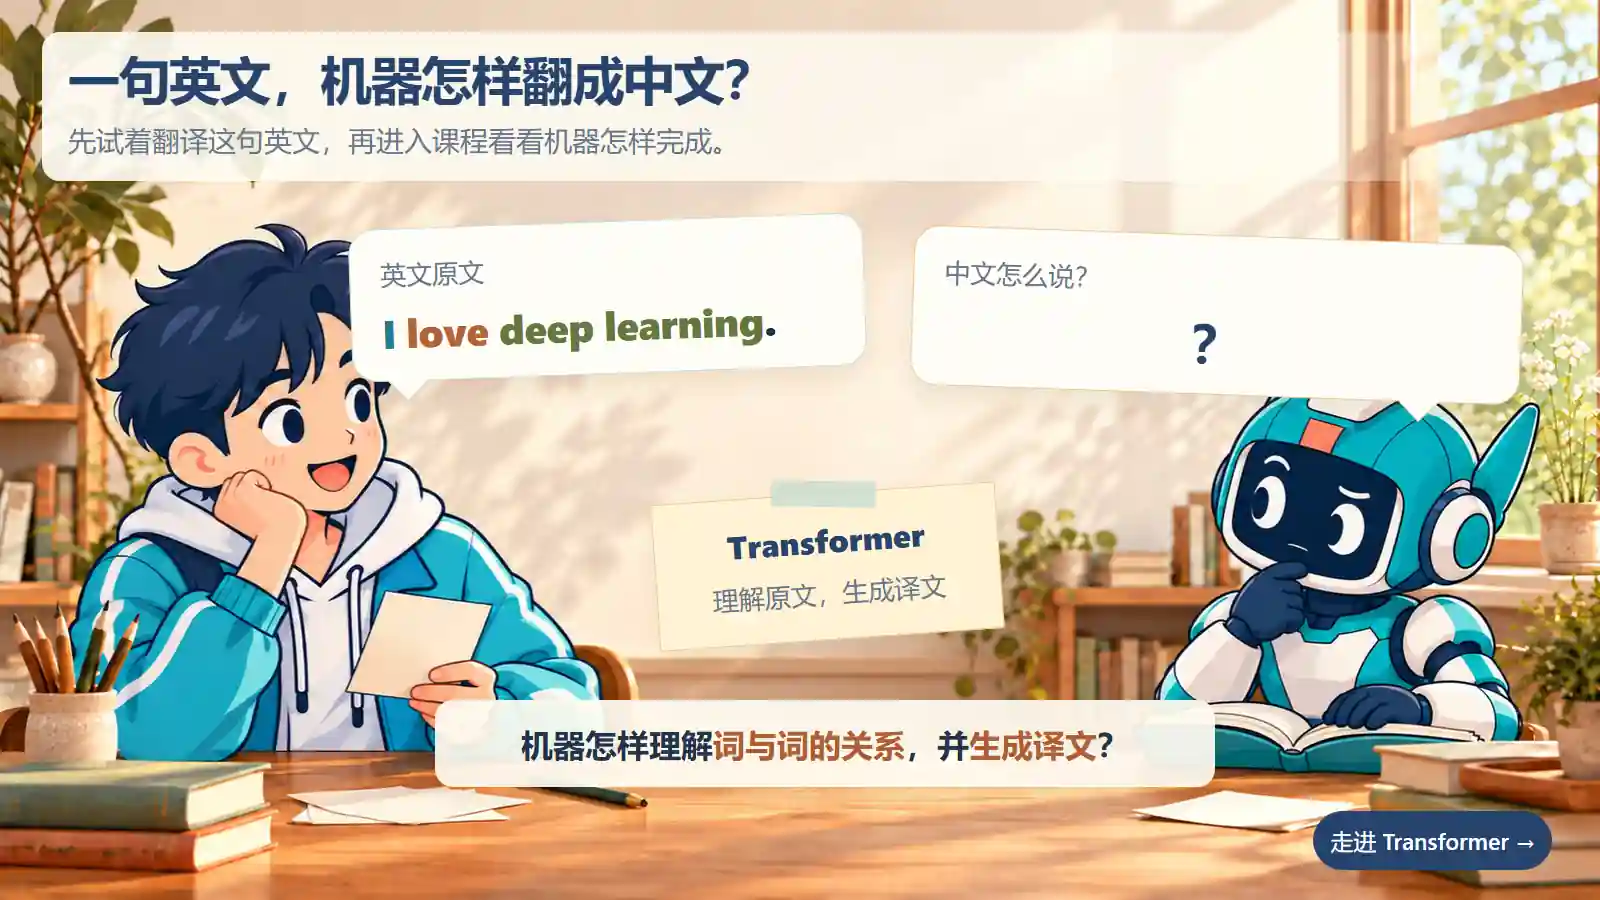 一句英文，机器怎样翻成中文？
先试着翻译这句英文，再进入课程看看机器怎样完成。
英文原文
I love deep learning.
中文怎么说？
?
Transformer
理解原文，生成译文
机器怎样理解词与词的关系，并生成译文？
走进 Transformer →